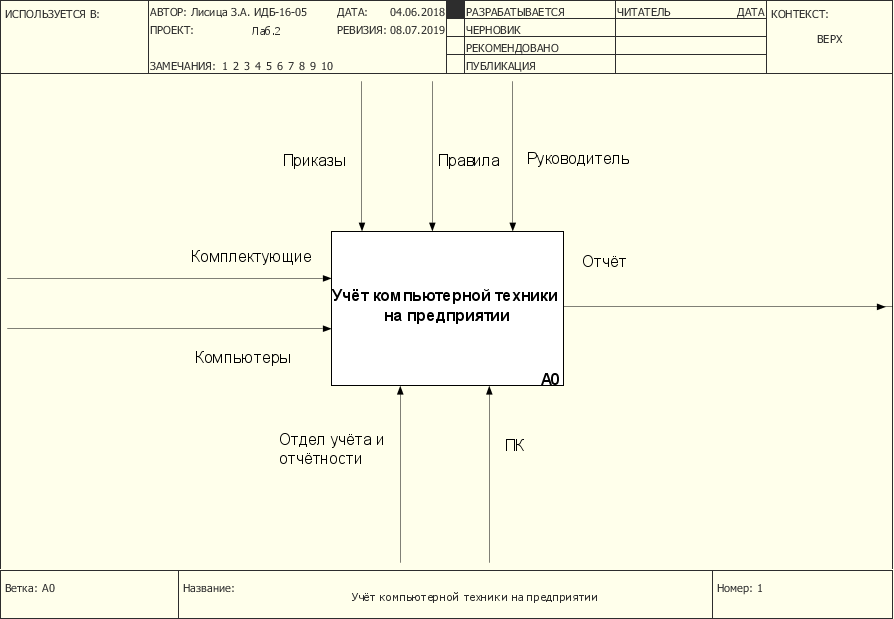 ИСПОЛЬЗУЕТСЯ В:
АВТОР: Лисица З.А. ИДБ-16-05
ДАТА: 04.06.2018
РАЗРАБАТЫВАЕТСЯ
ЧИТАТЕЛЬ
ДАТА
КОНТЕКСТ:
ПРОЕКТ: Лаб.2
РЕВИЗИЯ: 08.07.2019
ЧЕРНОВИК
ВЕРХ
РЕКОМЕНДОВАНО
ЗАМЕЧАНИЯ: 1 2 3 4 5 6 7 8 9 10
ПУБЛИКАЦИЯ
Приказы
Правила
Руководитель
Комплектующие
Отчёт
Учёт компьютерной техники
на предприятии
Компьютеры
A0
Отдел учёта и
отчётности
ПК
Ветка: A0
Название:
Учёт компьютерной техники на предприятии
Номер: 1